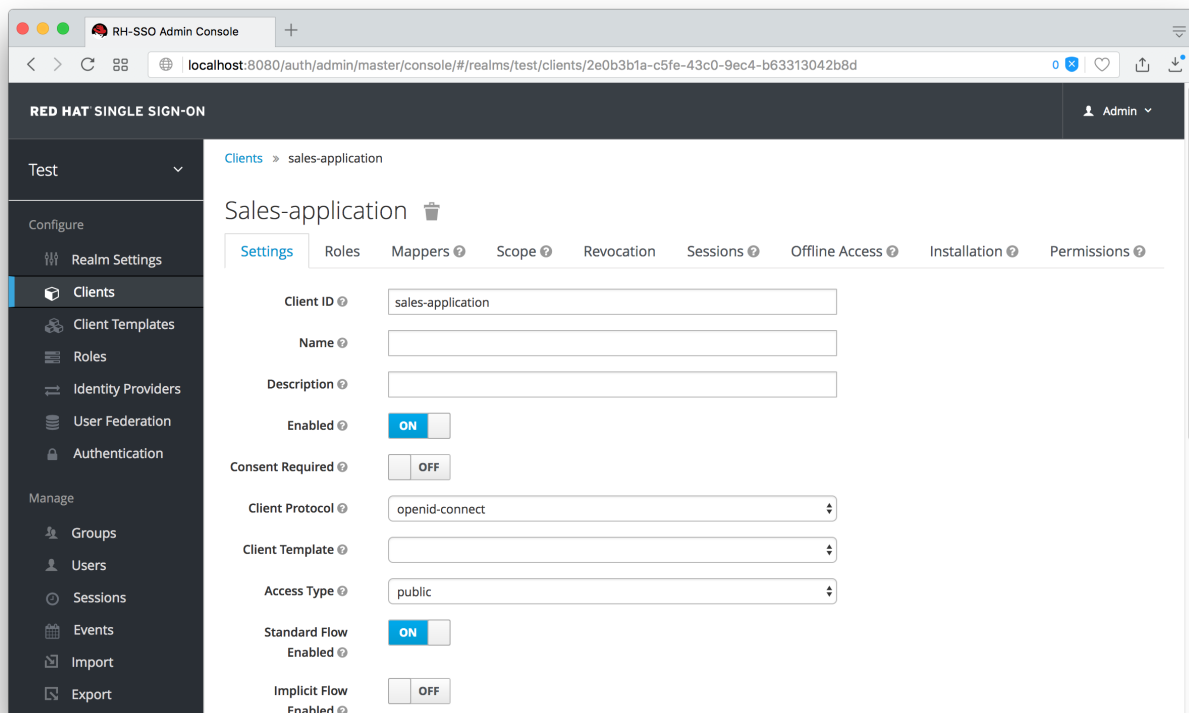 RH-SSO Admin Console
localhost:8080/auth/admin/master/console/#/realms/test/clients/2e0b3b1a-c5fe-43c0-9ec4-b63313042b8d
0
RED HAT SINGLE SIGN-ON
Admin
Test
Clients » sales-application
Sales-application
Configure
Realm Settings
Clients
Client Templates
Roles
Identity Providers
User Federation
Authentication
Manage
Groups
Users
Sessions
Events
Import
Export
Settings Roles Mappers Scope Revocation Sessions Offline Access Installation Permissions
Client ID sales-application
Name
Description
Enabled ON
Consent Required OFF
Client Protocol openid-connect
Client Template
Access Type public
Standard Flow
Enabled ON
Implicit Flow
Enabled OFF